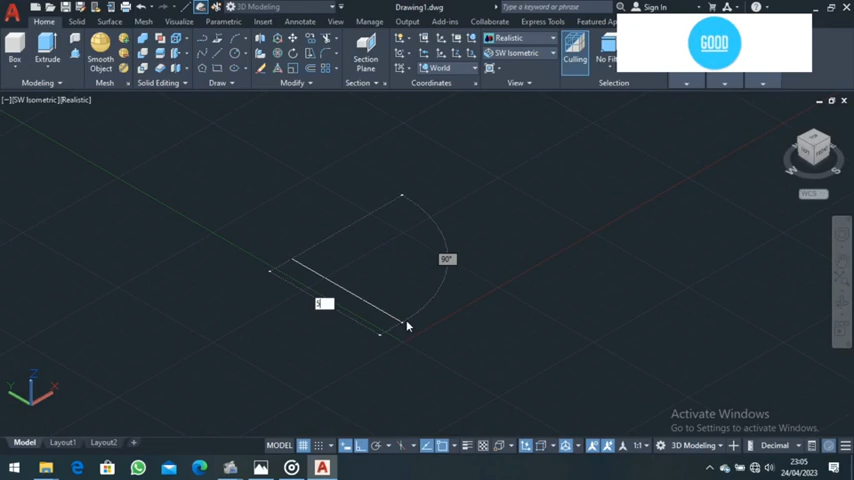 3D Modeling
Drawing1.dwg
Type a keyword or phrase
Sign In
Home Solid Surface Mesh Visualize Parametric Insert Annotate View Manage Output Add-ins Collaborate Express Tools Featured Ap
GOOD
Box
Extrude
Smooth
Object
Section
Plane
Realistic
SW Isometric
World
Culling
No Fil
Modeling
Mesh
Solid Editing
Draw
Modify
Section
Coordinates
View
Selection
[−][SW Isometric][Realistic]
TOP
LEFT
FRONT
W
S
WCS
90°
5
Z
Y
X
Activate Windows
Go to Settings to activate Windows.
Model Layout1 Layout2 +
MODEL
1:1
3D Modeling
Decimal
23:05
24/04/2023